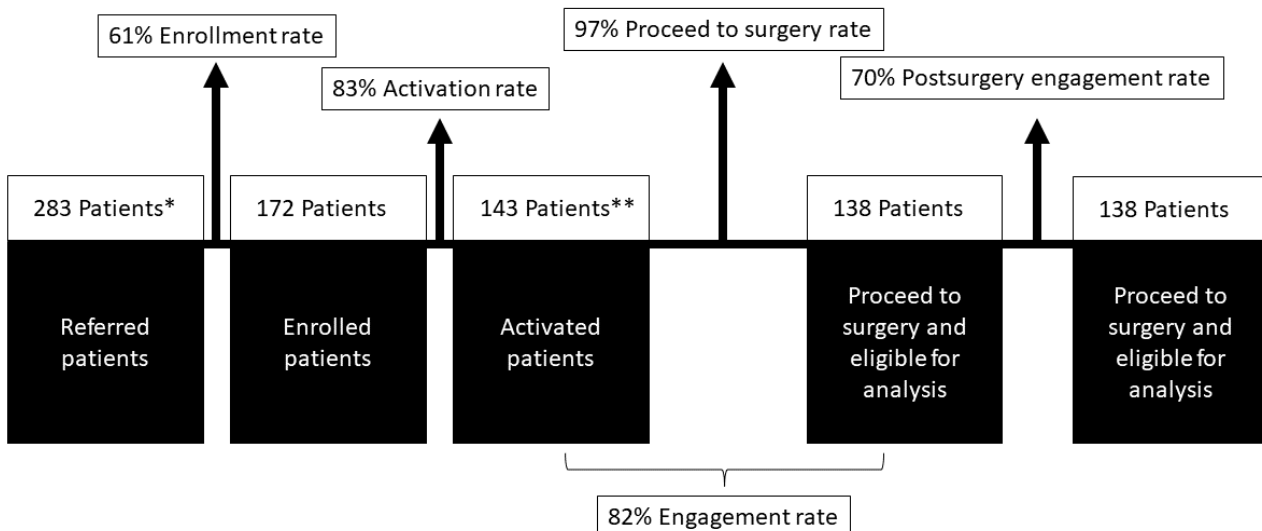 61% Enrollment rate
97% Proceed to surgery rate
83% Activation rate
70% Postsurgery engagement rate
283 Patients*
172 Patients
143 Patients**
138 Patients
138 Patients
Referred
patients
Enrolled
patients
Activated
patients
Proceed to
surgery and
eligible for
analysis
Proceed to
surgery and
eligible for
analysis
82% Engagement rate